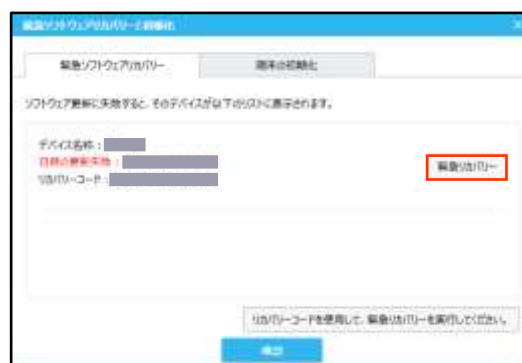 緊急ソフトウェアリカバリーと初期化
緊急ソフトウェアリカバリー
端末の初期化
ソフトウェア更新に失敗すると、そのデバイスが以下のリストに表示されます。
デバイス名称:
日時の更新失敗:
リカバリーコード:
緊急リカバリー
リカバリーコードを使用して、緊急リカバリーを実行してください。